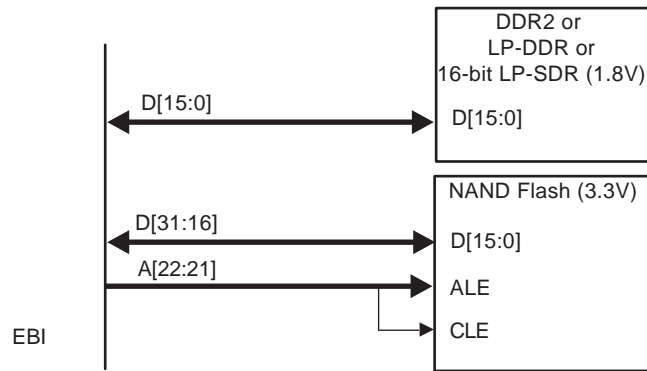 DDR2 or
LP-DDR or
16-bit LP-SDR (1.8V)
D[15:0]
D[15:0]
NAND Flash (3.3V)
D[31:16]
D[15:0]
A[22:21]
ALE
CLE
EBI